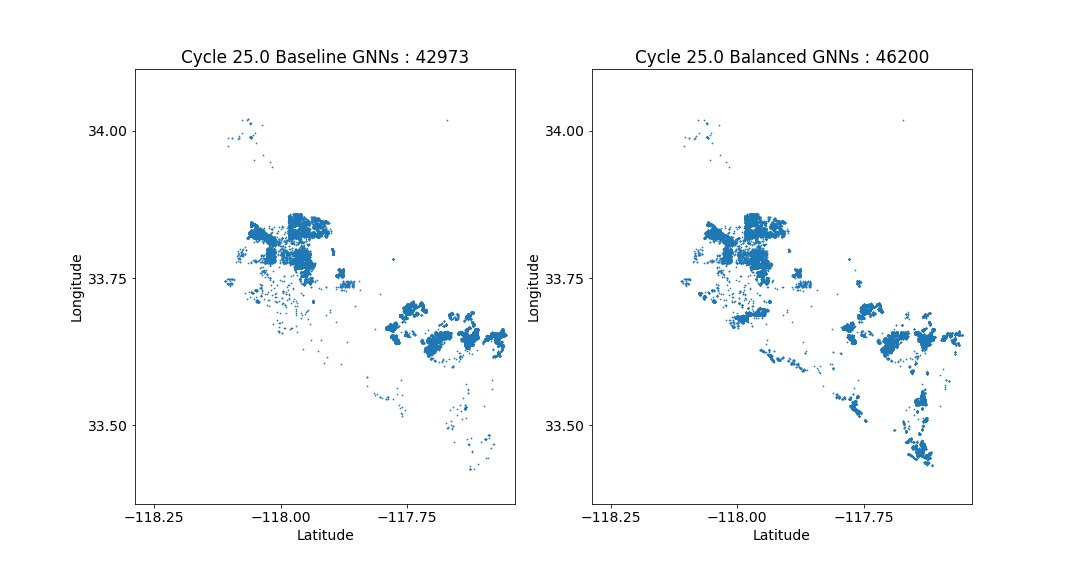 Cycle 25.0 Baseline GNNs : 42973
34.00
33.75
33.50
Longitude
−118.25
−118.00
−117.75
Latitude
Cycle 25.0 Balanced GNNs : 46200
34.00
33.75
33.50
Longitude
−118.25
−118.00
−117.75
Latitude